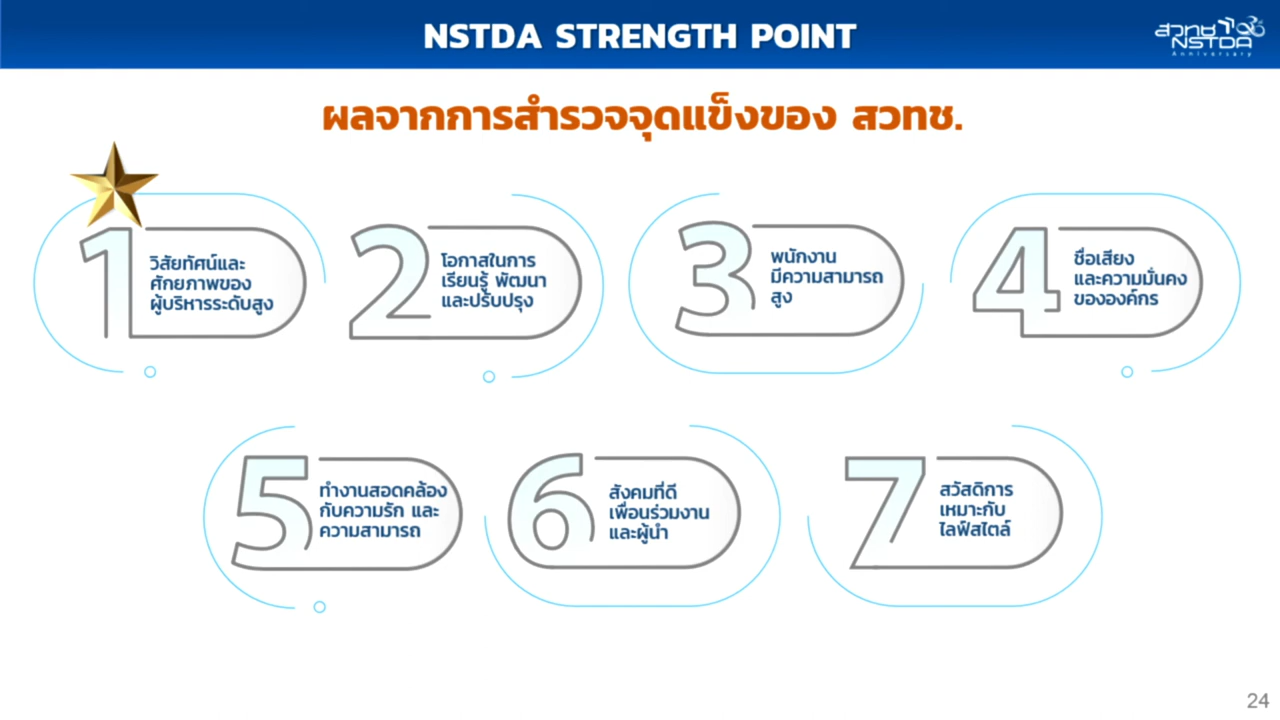 NSTDA STRENGTH POINT
สวทช
NSTDA
Anniversary
ผลจากการสำรวจจุดแข็งของ สวทช.
1
วิสัยทัศน์และ
ศักยภาพของ
ผู้บริหารระดับสูง
2
โอกาสในการ
เรียนรู้ พัฒนา
และปรับปรุง
3
พนักงาน
มีความสามารถ
สูง
4
ชื่อเสียง
และความมั่นคง
ขององค์กร
5
ทำงานสอดคล้อง
กับความรัก และ
ความสามารถ
6
สังคมที่ดี
เพื่อนร่วมงาน
และผู้นำ
7
สวัสดิการ
เหมาะกับ
ไลฟ์สไตล์
24